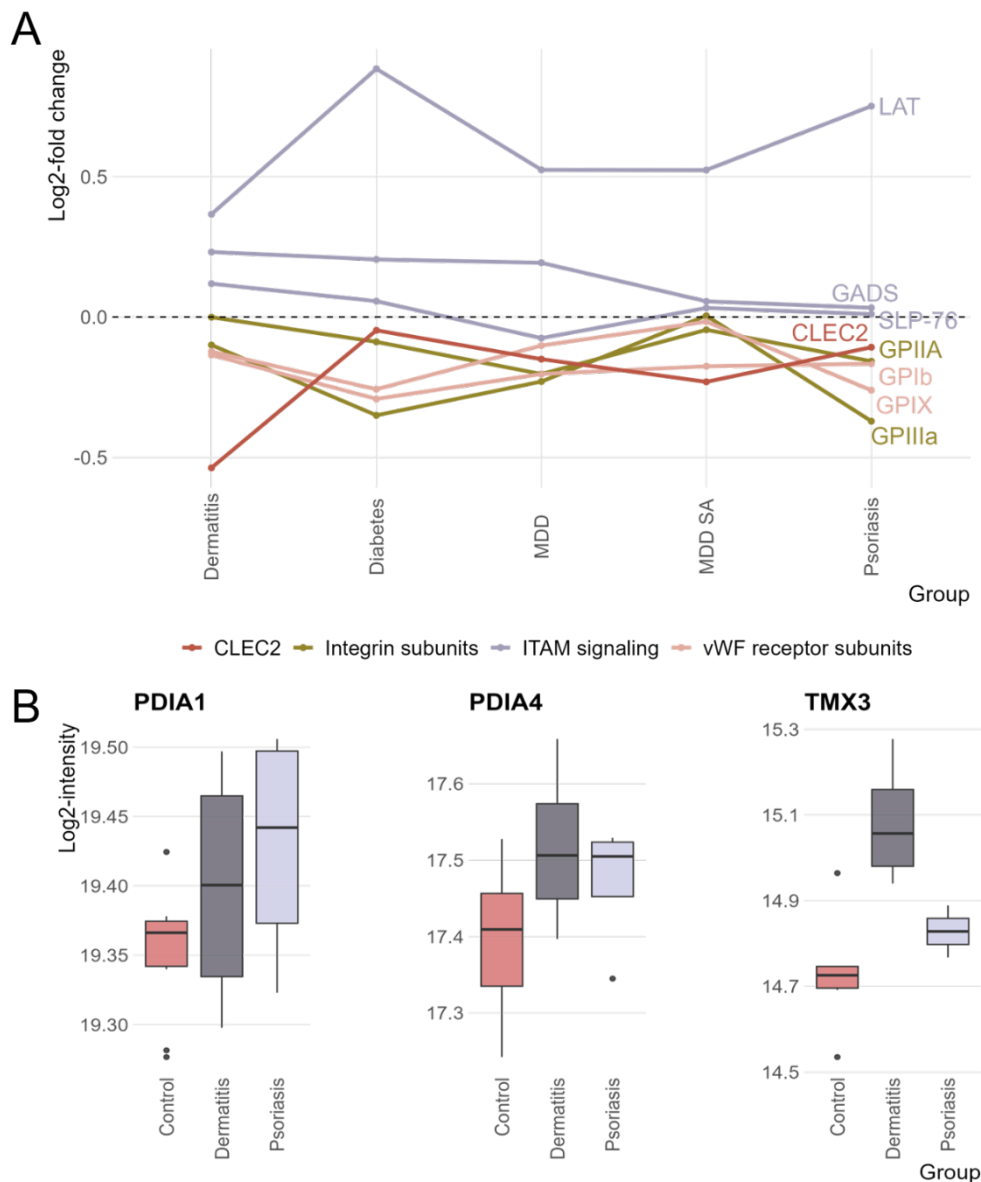 A
Log2-fold change
0.5
0.0
-0.5
LAT
GADS
SLP-76
CLEC2
GPIIA
GPIb
GPIX
GPIIIa
Dermatitis
Diabetes
MDD
MDD SA
Psoriasis
Group
CLEC2 Integrin subunits ITAM signaling vWF receptor subunits
B
PDIA1
Log2-intensity
19.50
19.45
19.40
19.35
19.30
Control
Dermatitis
Psoriasis
PDIA4
17.6
17.5
17.4
17.3
Control
Dermatitis
Psoriasis
TMX3
15.3
15.1
14.9
14.7
14.5
Control
Dermatitis
Psoriasis
Group